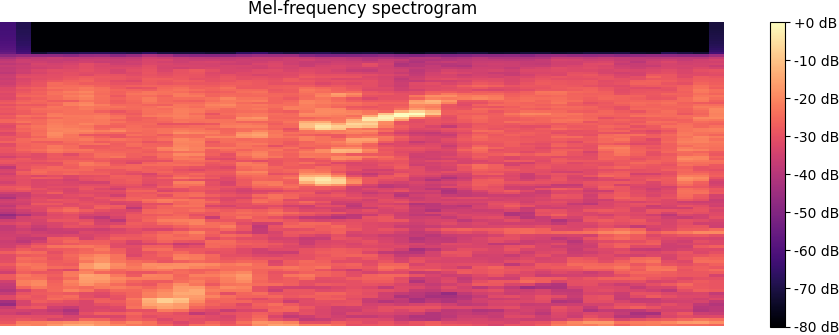 Mel-frequency spectrogram
+0 dB
-10 dB
-20 dB
-30 dB
-40 dB
-50 dB
-60 dB
-70 dB
-80 dB